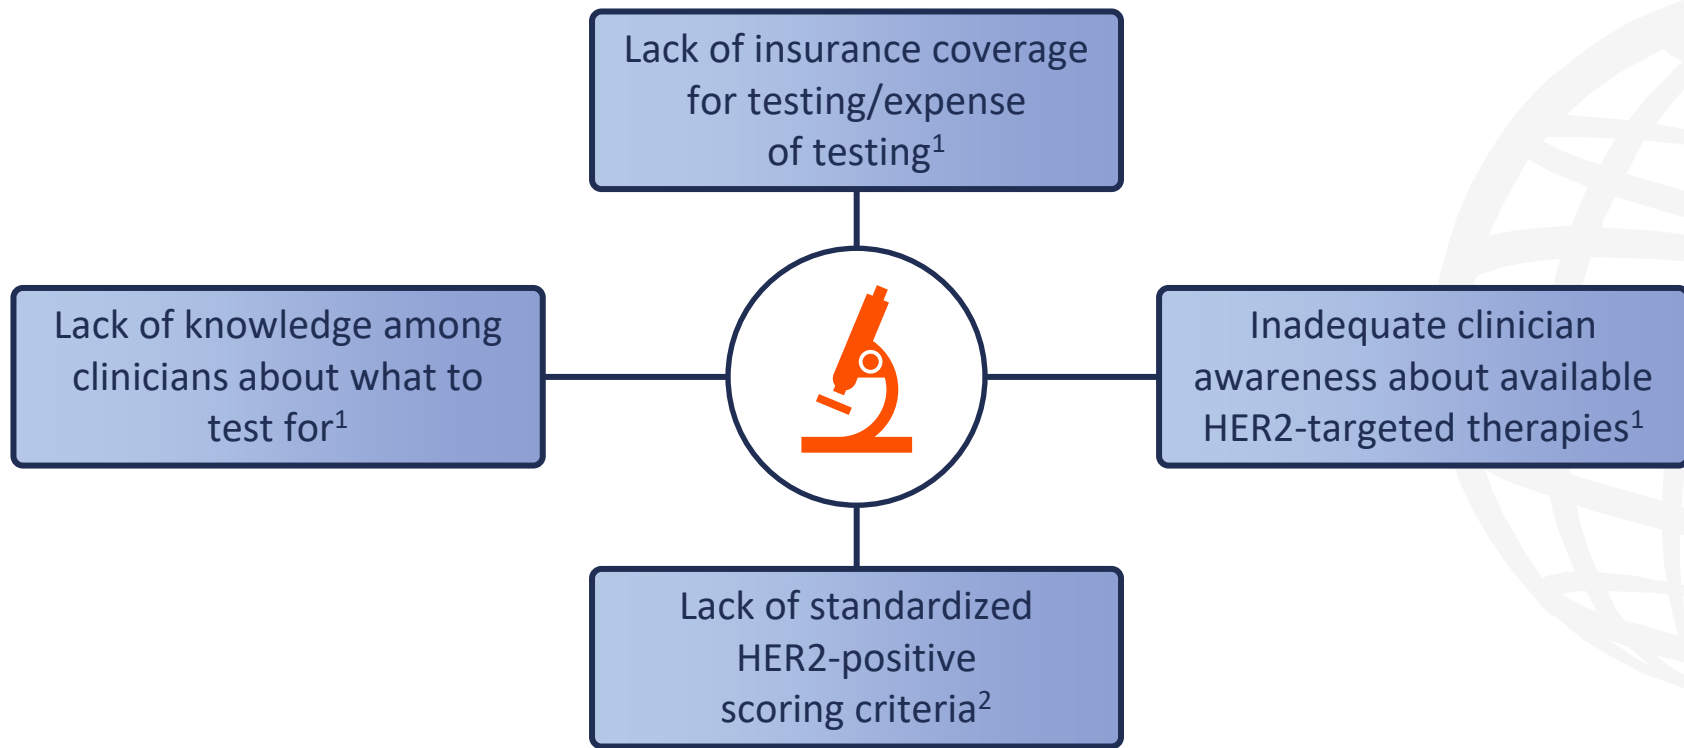 Lack of insurance coverage
for testing/expense
of testing¹
Lack of knowledge among
clinicians about what to
test for¹
Inadequate clinician
awareness about available
HER2-targeted therapies¹
Lack of standardized
HER2-positive
scoring criteria²